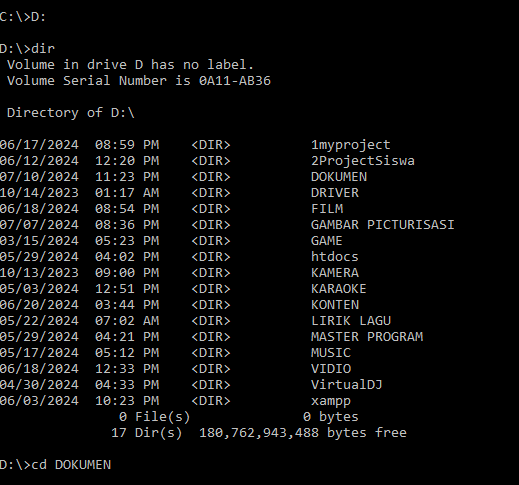 C:\>D:
D:\>dir
Volume in drive D has no label.
Volume Serial Number is 0A11-AB36
Directory of D:\
06/17/2024  08:59 PM    <DIR>          1myproject
06/12/2024  12:20 PM    <DIR>          2ProjectSiswa
07/10/2024  11:23 PM    <DIR>          DOKUMEN
10/14/2023  01:17 AM    <DIR>          DRIVER
06/18/2024  08:54 PM    <DIR>          FILM
07/07/2024  08:36 PM    <DIR>          GAMBAR PICTURISASI
03/15/2024  05:23 PM    <DIR>          GAME
05/29/2024  04:02 PM    <DIR>          htdocs
10/13/2023  09:00 PM    <DIR>          KAMERA
05/03/2024  12:51 PM    <DIR>          KARAOKE
06/20/2024  03:44 PM    <DIR>          KONTEN
05/22/2024  07:02 AM    <DIR>          LIRIK LAGU
05/29/2024  04:21 PM    <DIR>          MASTER PROGRAM
05/17/2024  05:12 PM    <DIR>          MUSIC
06/18/2024  12:33 PM    <DIR>          VIDIO
04/30/2024  04:33 PM    <DIR>          VirtualDJ
06/03/2024  10:23 PM    <DIR>          xampp
0 File(s)              0 bytes
17 Dir(s)  180,762,943,488 bytes free
D:\>cd DOKUMEN